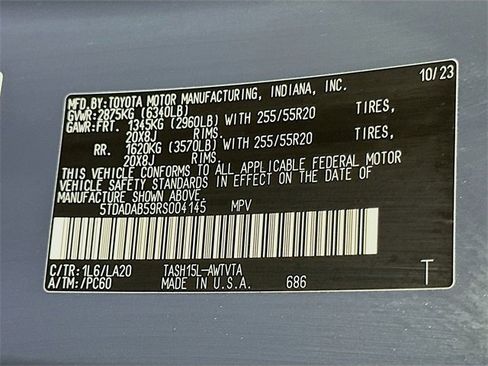 MFD. BY: TOYOTA MOTOR MANUFACTURING, INDIANA, INC. 10/23
GVWR: 2875KG (6340LB)
GAWR: FRT. 1345KG (2960LB) WITH 255/55R20 TIRES,
20X8J RIMS.
RR. 1620KG (3570LB) WITH 255/55R20 TIRES,
20X8J RIMS.
THIS VEHICLE CONFORMS TO ALL APPLICABLE FEDERAL MOTOR
VEHICLE SAFETY STANDARDS IN EFFECT ON THE DATE OF
MANUFACTURE SHOWN ABOVE.
5TDADAB59RS004145 MPV
C/TR: 1L6/LA20 TASH15L-AWTVTA
A/TM: /PC60 MADE IN U.S.A. 686 T